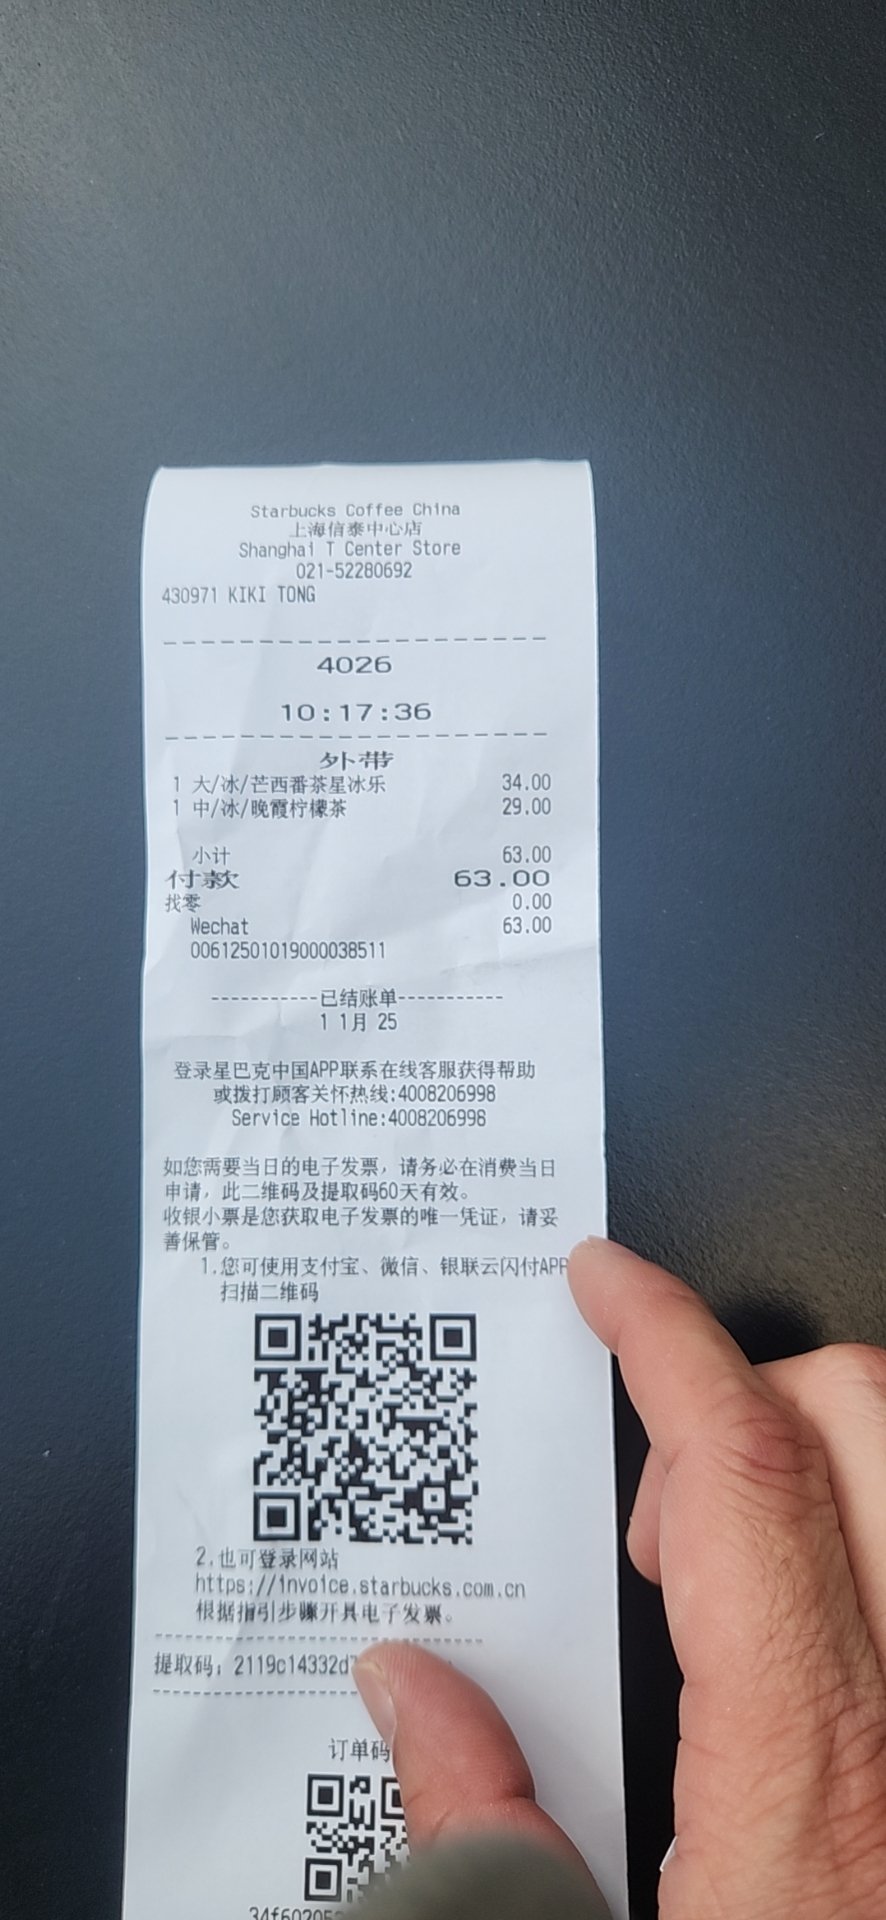 Starbucks Coffee China
上海信泰中心店
Shanghai T Center Store
021-52280692
430971 KIKI TONG
4026
10:17:36
外带
1 大/冰/芒西番茶星冰乐 34.00
1 中/冰/晚霞柠檬茶 29.00
小计 63.00
付款 63.00
找零 0.00
Wechat 63.00
00612501019000038511
-----------已结账单-----------
1 1月 25
登录星巴克中国APP联系在线客服获得帮助
或拨打顾客关怀热线:4008206998
Service Hotline:4008206998
如您需要当日的电子发票，请务必在消费当日
申请，此二维码及提取码60天有效。
收银小票是您获取电子发票的唯一凭证，请妥
善保管。
1.您可使用支付宝、微信、银联云闪付APP
扫描二维码
2.也可登录网站
https://invoice.starbucks.com.cn
根据指引步骤开具电子发票。
提取码：2119c14332d
订单码